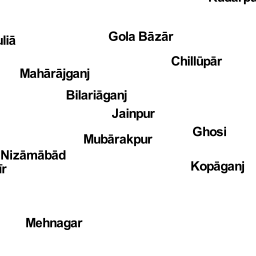 Gola Bāzār
Chillūpār
Mahārājganj
Bilariāganj
Jainpur
Ghosi
Mubārakpur
Nizāmābād
Kopāganj
Mehnagar